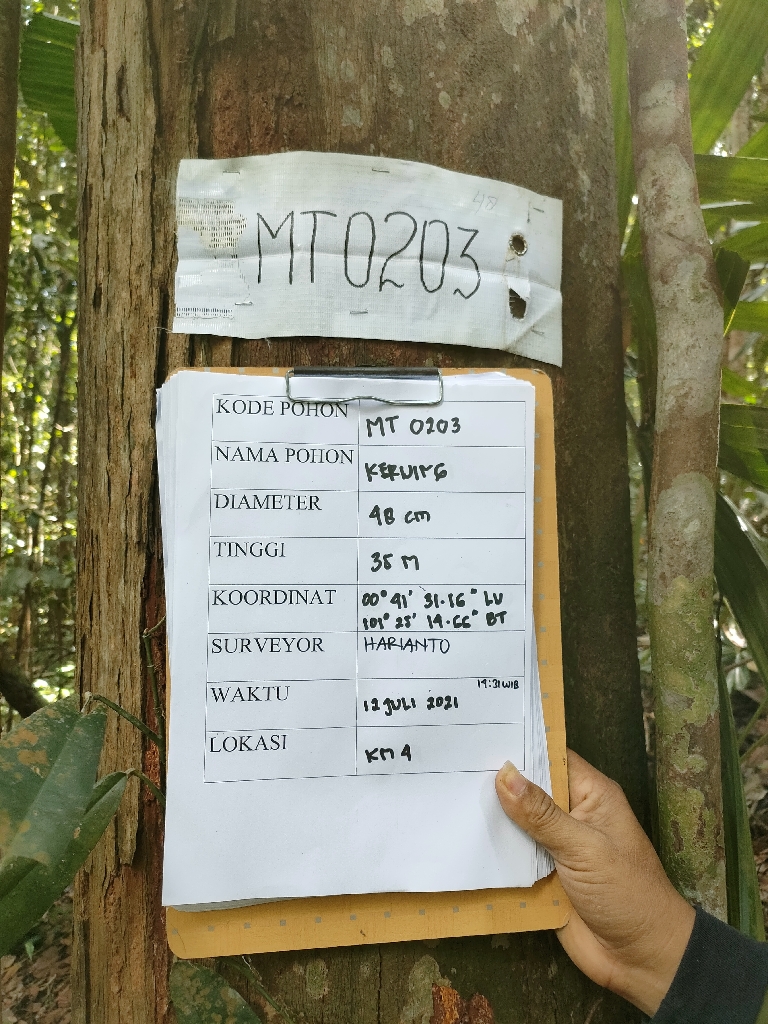 48
MT0203
KODE POHON MT 0203
NAMA POHON KERUING
DIAMETER 48 cm
TINGGI 35 M
KOORDINAT 00° 41' 31.16" LU
101° 25' 14.66" BT
SURVEYOR HARIANTO
WAKTU 12 JULI 2021 14:31 WIB
LOKASI KM 4